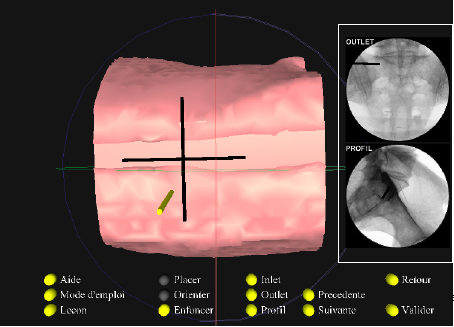 OUTLET
PROFIL
Aide Placer Inlet Retour
Mode d'emploi Orienter Outlet Precedente
Lecon Enfoncer Profil Suivante Valider